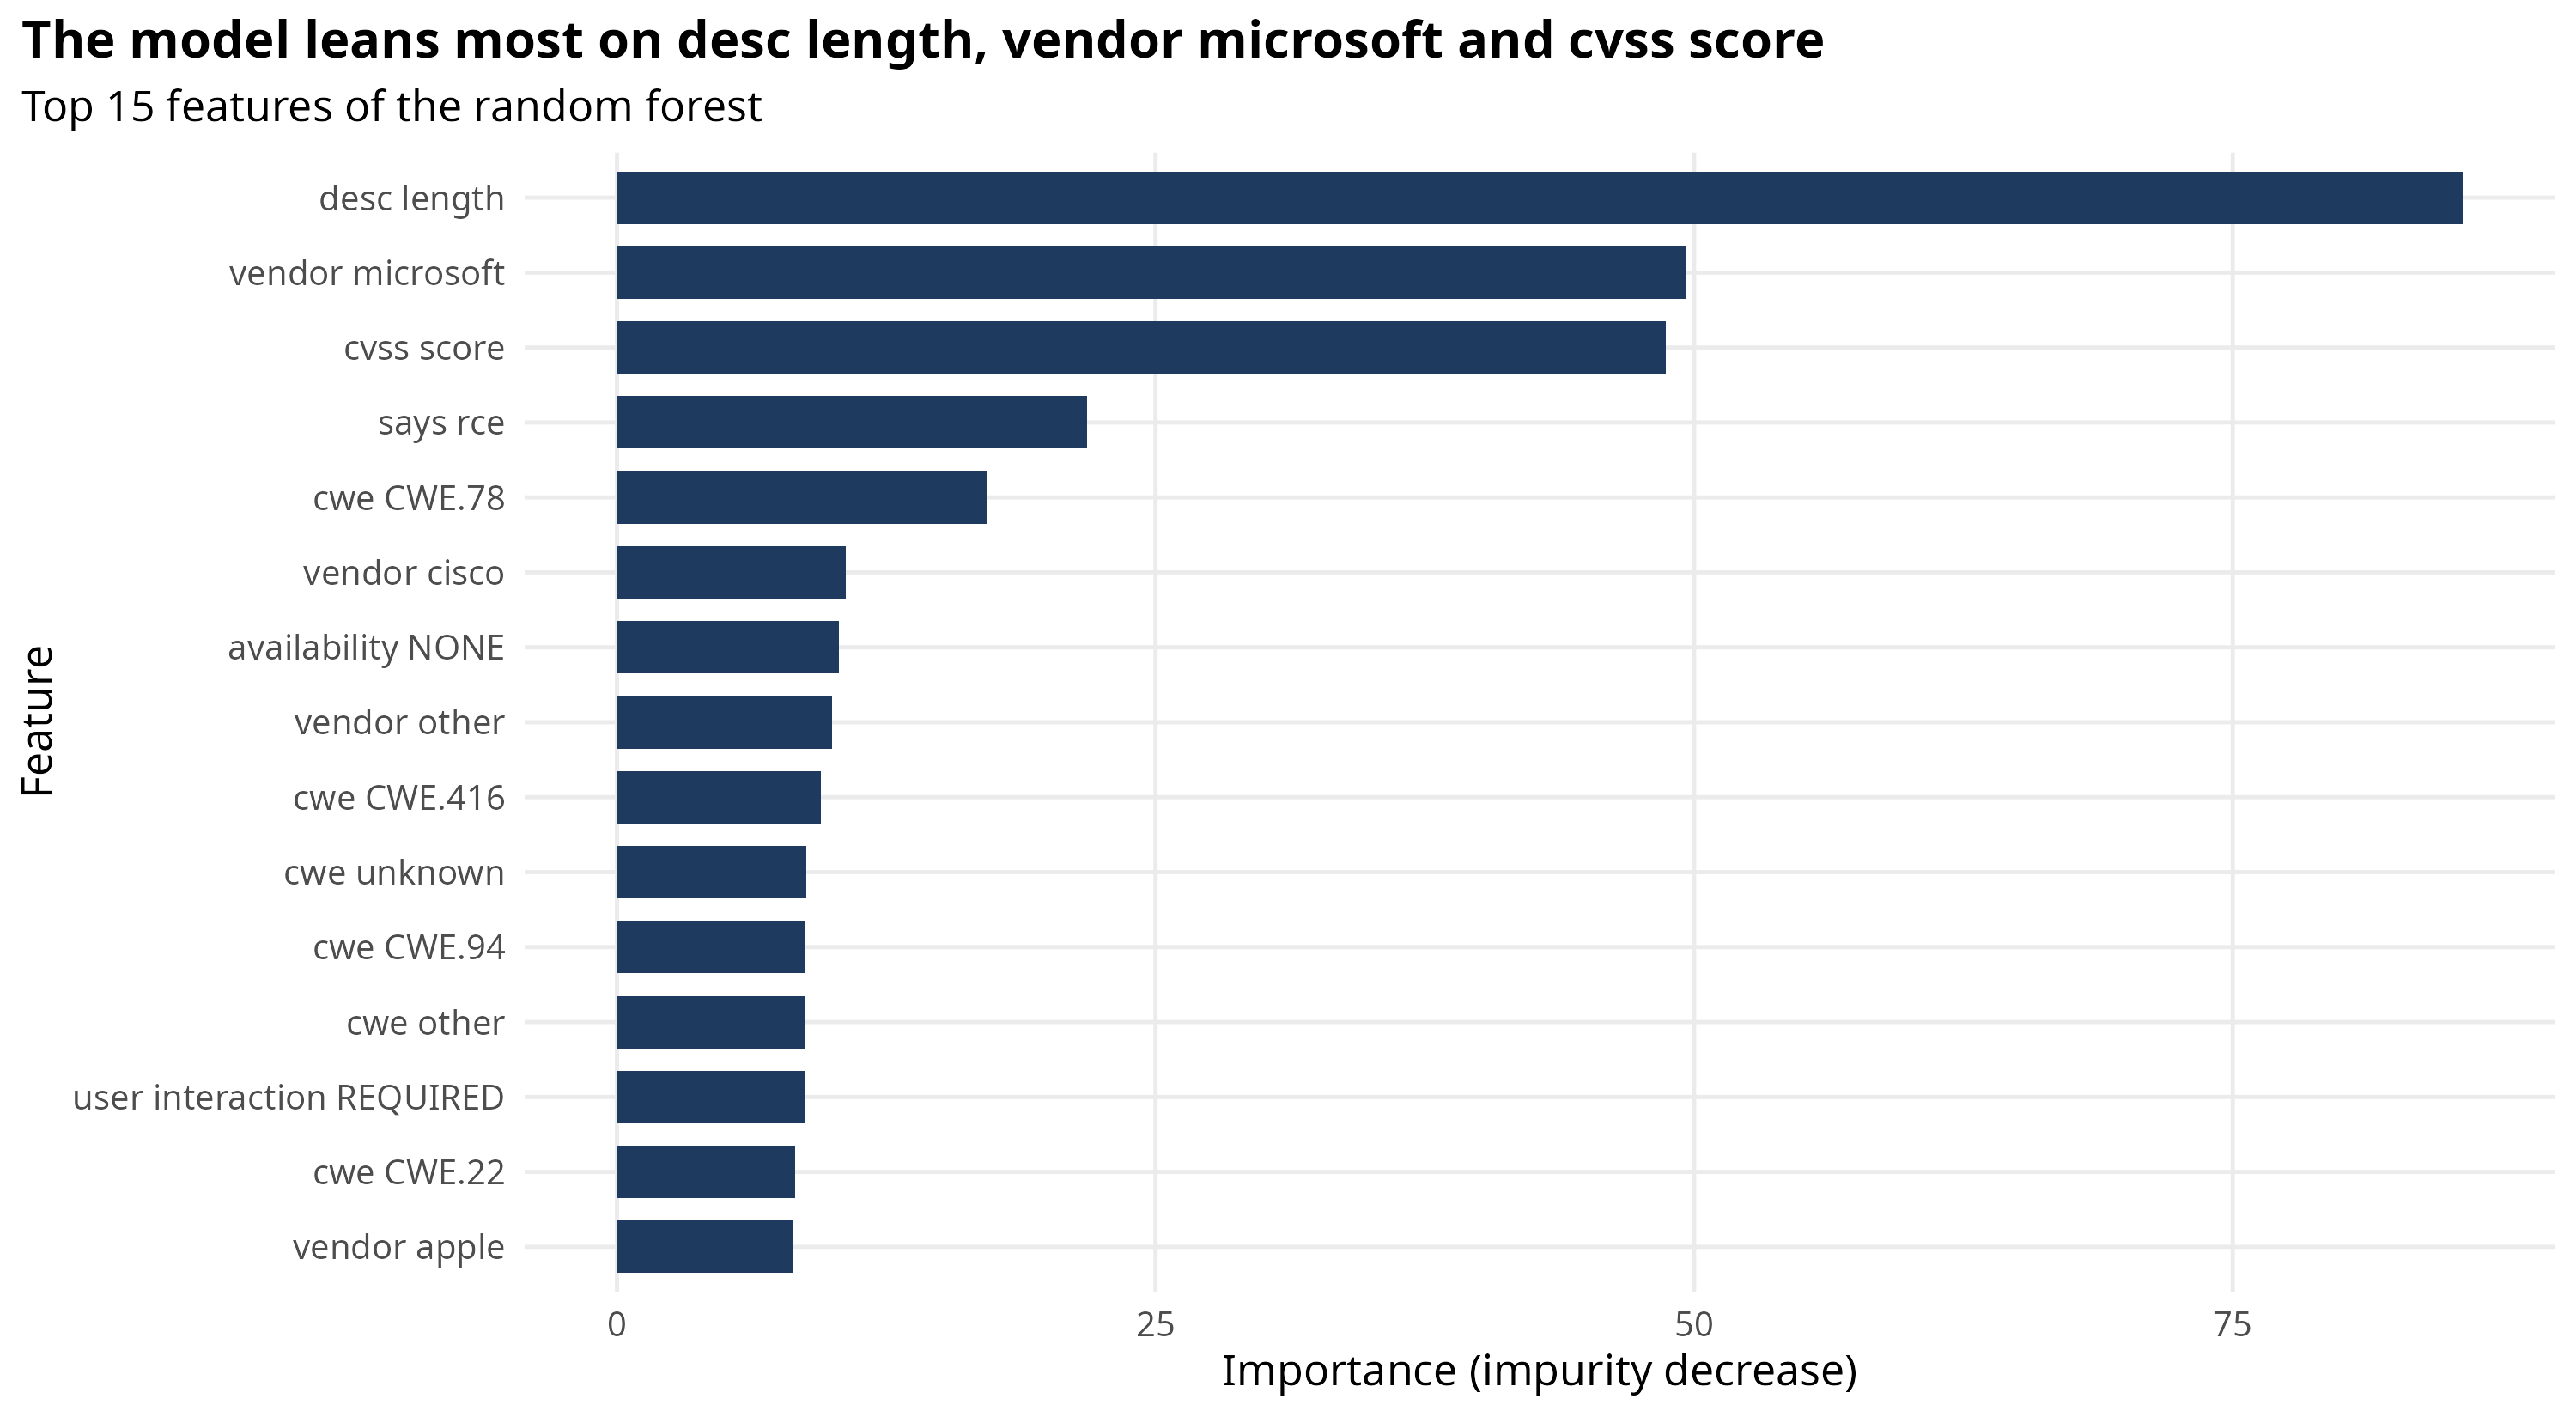 The model leans most on desc length, vendor microsoft and cvss score
Top 15 features of the random forest
Feature
desc length
vendor microsoft
cvss score
says rce
cwe CWE.78
vendor cisco
availability NONE
vendor other
cwe CWE.416
cwe unknown
cwe CWE.94
cwe other
user interaction REQUIRED
cwe CWE.22
vendor apple
0 25 50 75
Importance (impurity decrease)